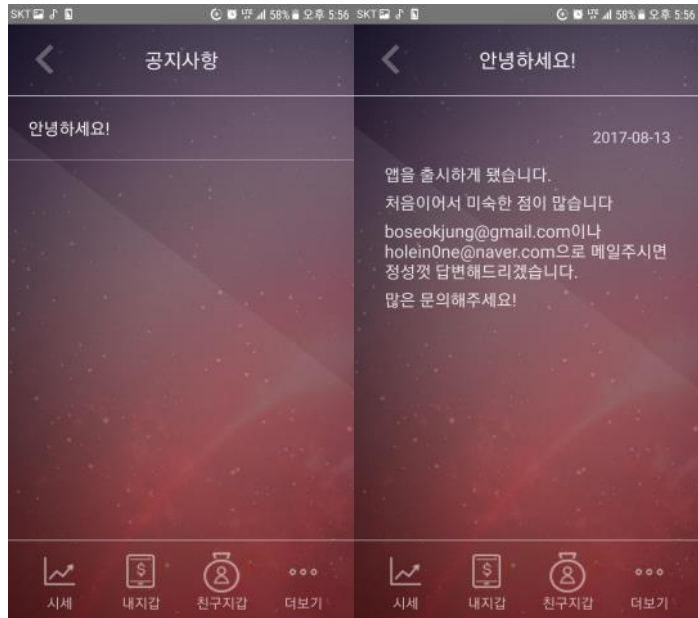 SKT
58% 오후 5:56
공지사항
안녕하세요!
시세
내지갑
친구지갑
더보기
SKT
58% 오후 5:56
안녕하세요!
2017-08-13
앱을 출시하게 됐습니다.
처음이어서 미숙한 점이 많습니다
boseokjung@gmail.com이나
holein0ne@naver.com으로 메일주시면
정성껏 답변해드리겠습니다.
많은 문의해주세요!
시세
내지갑
친구지갑
더보기